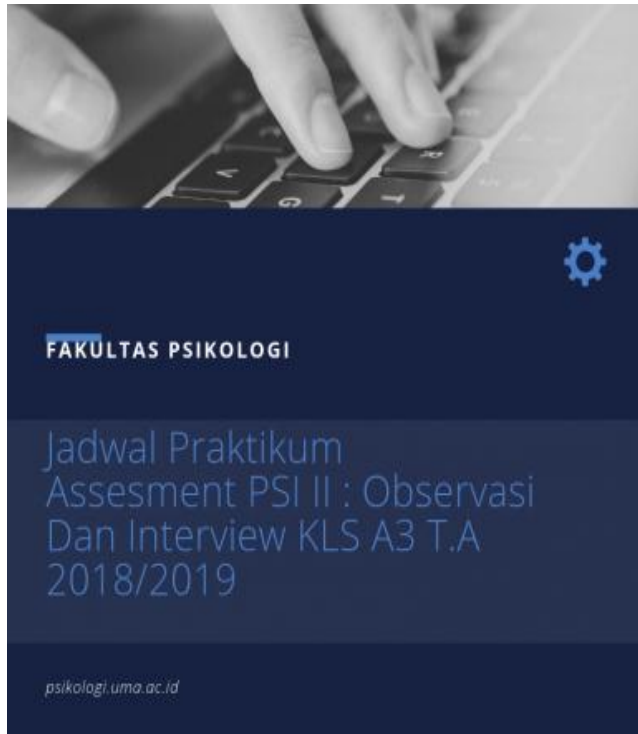 V
G
T
R
FAKULTAS PSIKOLOGI
Jadwal Praktikum
Assesment PSI II : Observasi
Dan Interview KLS A3 T.A
2018/2019
psikologi.uma.ac.id